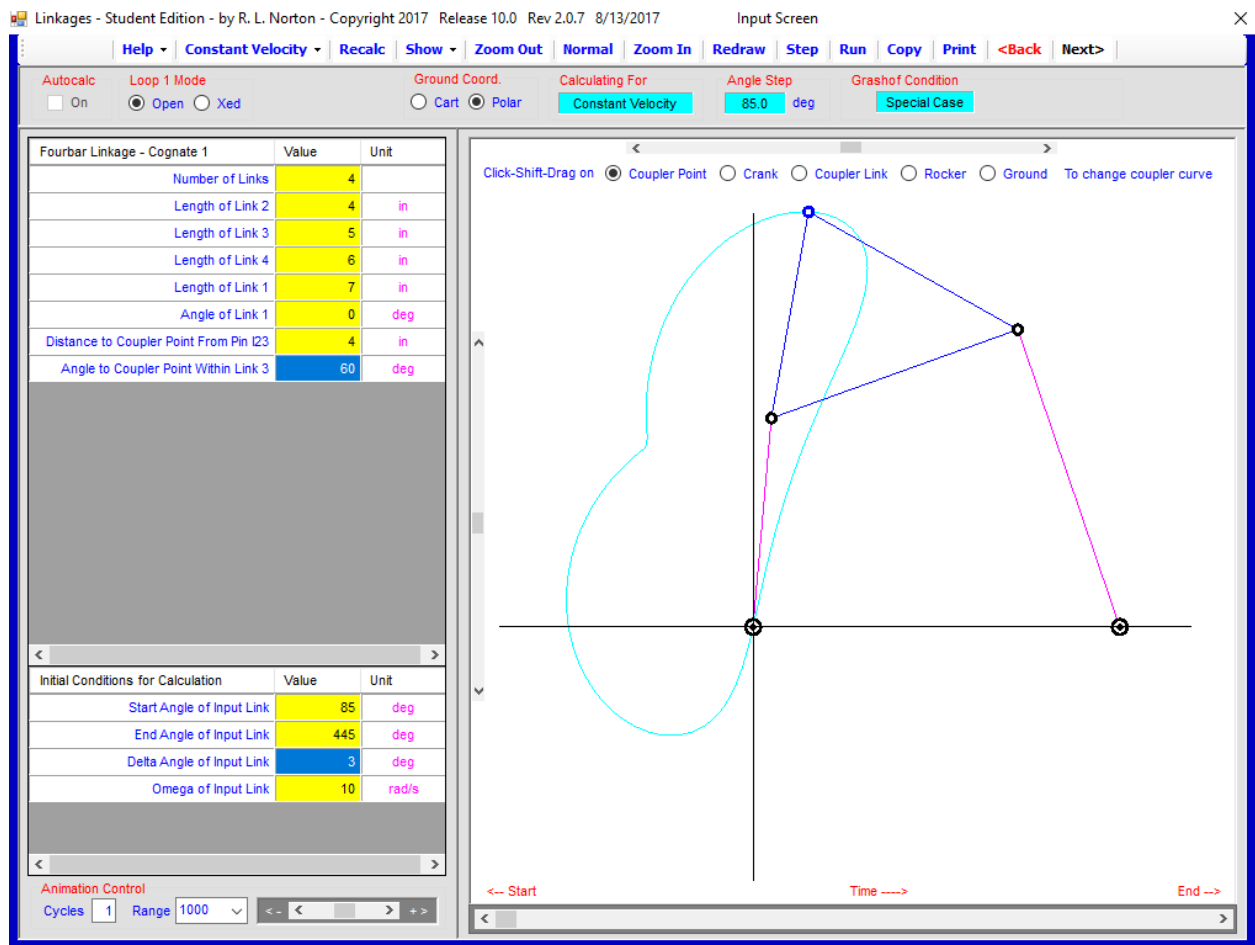 Linkages - Student Edition - by R. L. Norton - Copyright 2017 Release 10.0 Rev 2.0.7 8/13/2017 Input Screen
Help Constant Velocity Recalc Show Zoom Out Normal Zoom In Redraw Step Run Copy Print <Back Next>
Autocalc Loop 1 Mode Ground Coord. Calculating For Angle Step Grashof Condition
On Open Xed Cart Polar Constant Velocity 85.0 deg Special Case
Fourbar Linkage - Cognate 1 Value Unit
Number of Links 4
Length of Link 2 4 in
Length of Link 3 5 in
Length of Link 4 6 in
Length of Link 1 7 in
Angle of Link 1 0 deg
Distance to Coupler Point From Pin I23 4 in
Angle to Coupler Point Within Link 3 60 deg
Initial Conditions for Calculation Value Unit
Start Angle of Input Link 85 deg
End Angle of Input Link 445 deg
Delta Angle of Input Link 3 deg
Omega of Input Link 10 rad/s
Animation Control
Cycles 1 Range 1000 < - + >
Click-Shift-Drag on Coupler Point Crank Coupler Link Rocker Ground To change coupler curve
<-- Start Time ----> End -->